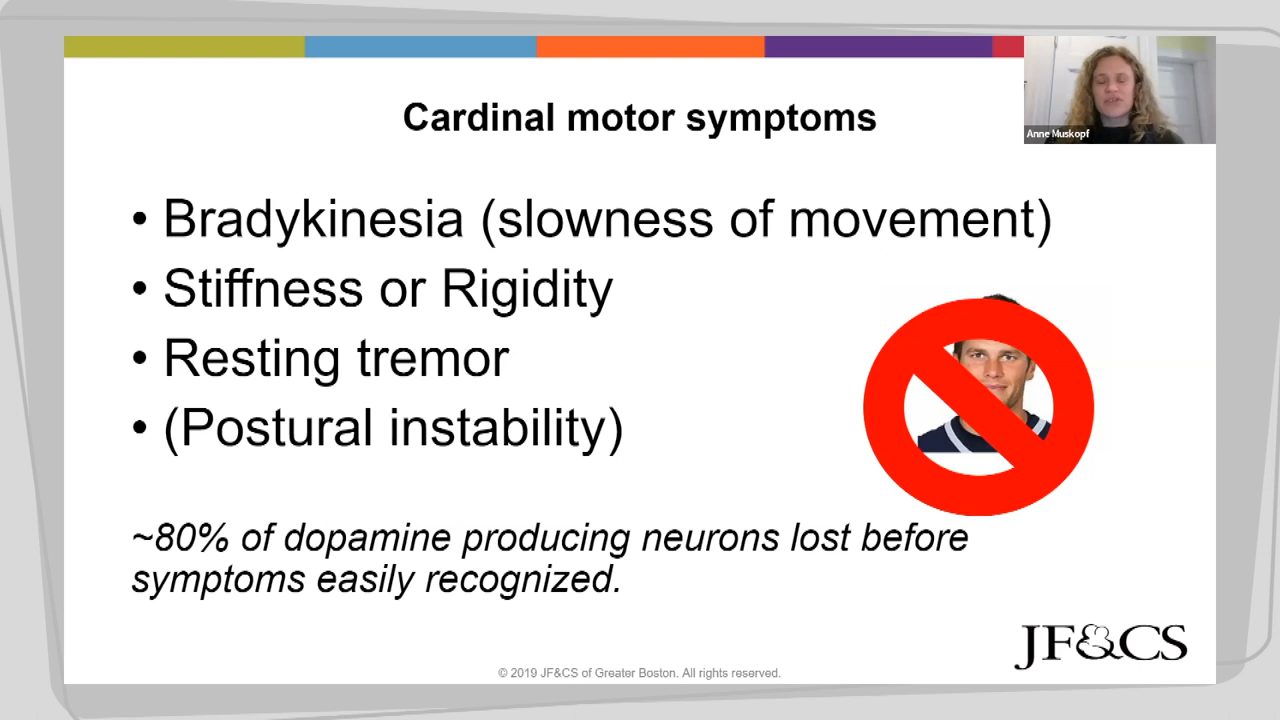 Cardinal motor symptoms
Anne Muskopf
• Bradykinesia (slowness of movement)
• Stiffness or Rigidity
• Resting tremor
• (Postural instability)
~80% of dopamine producing neurons lost before
symptoms easily recognized.
JF&CS
© 2019 JF&CS of Greater Boston. All rights reserved.